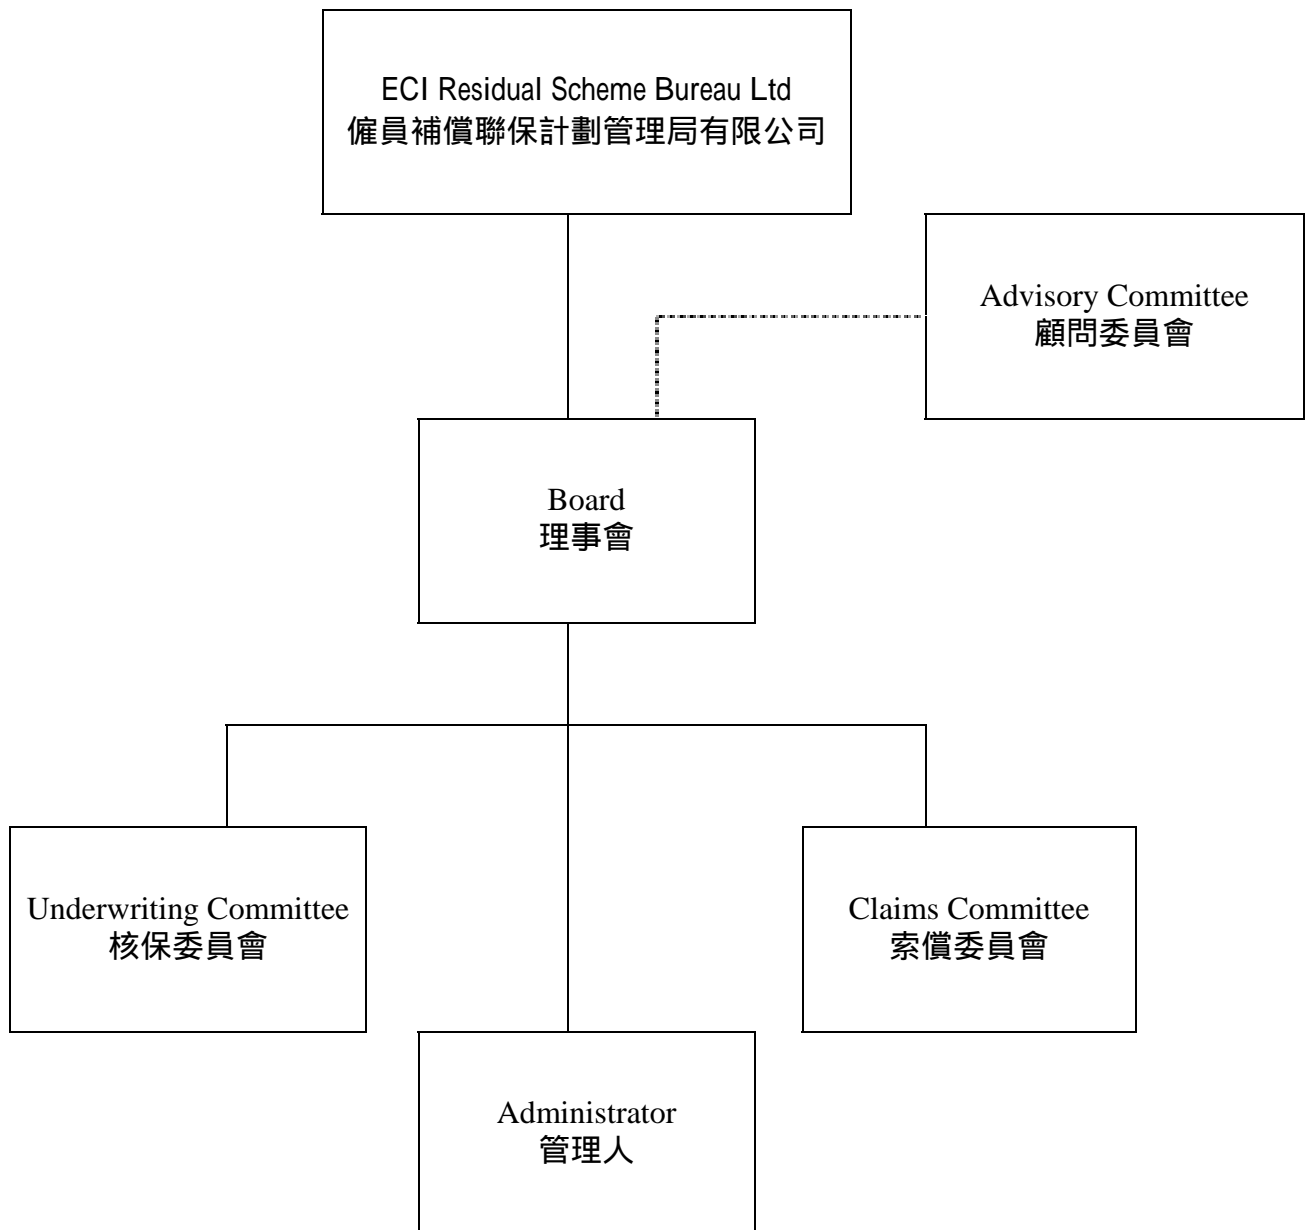 ECI Residual Scheme Bureau Ltd
僱員補償聯保計劃管理局有限公司
Advisory Committee
顧問委員會
Board
理事會
Underwriting Committee
核保委員會
Claims Committee
索償委員會
Administrator
管理人